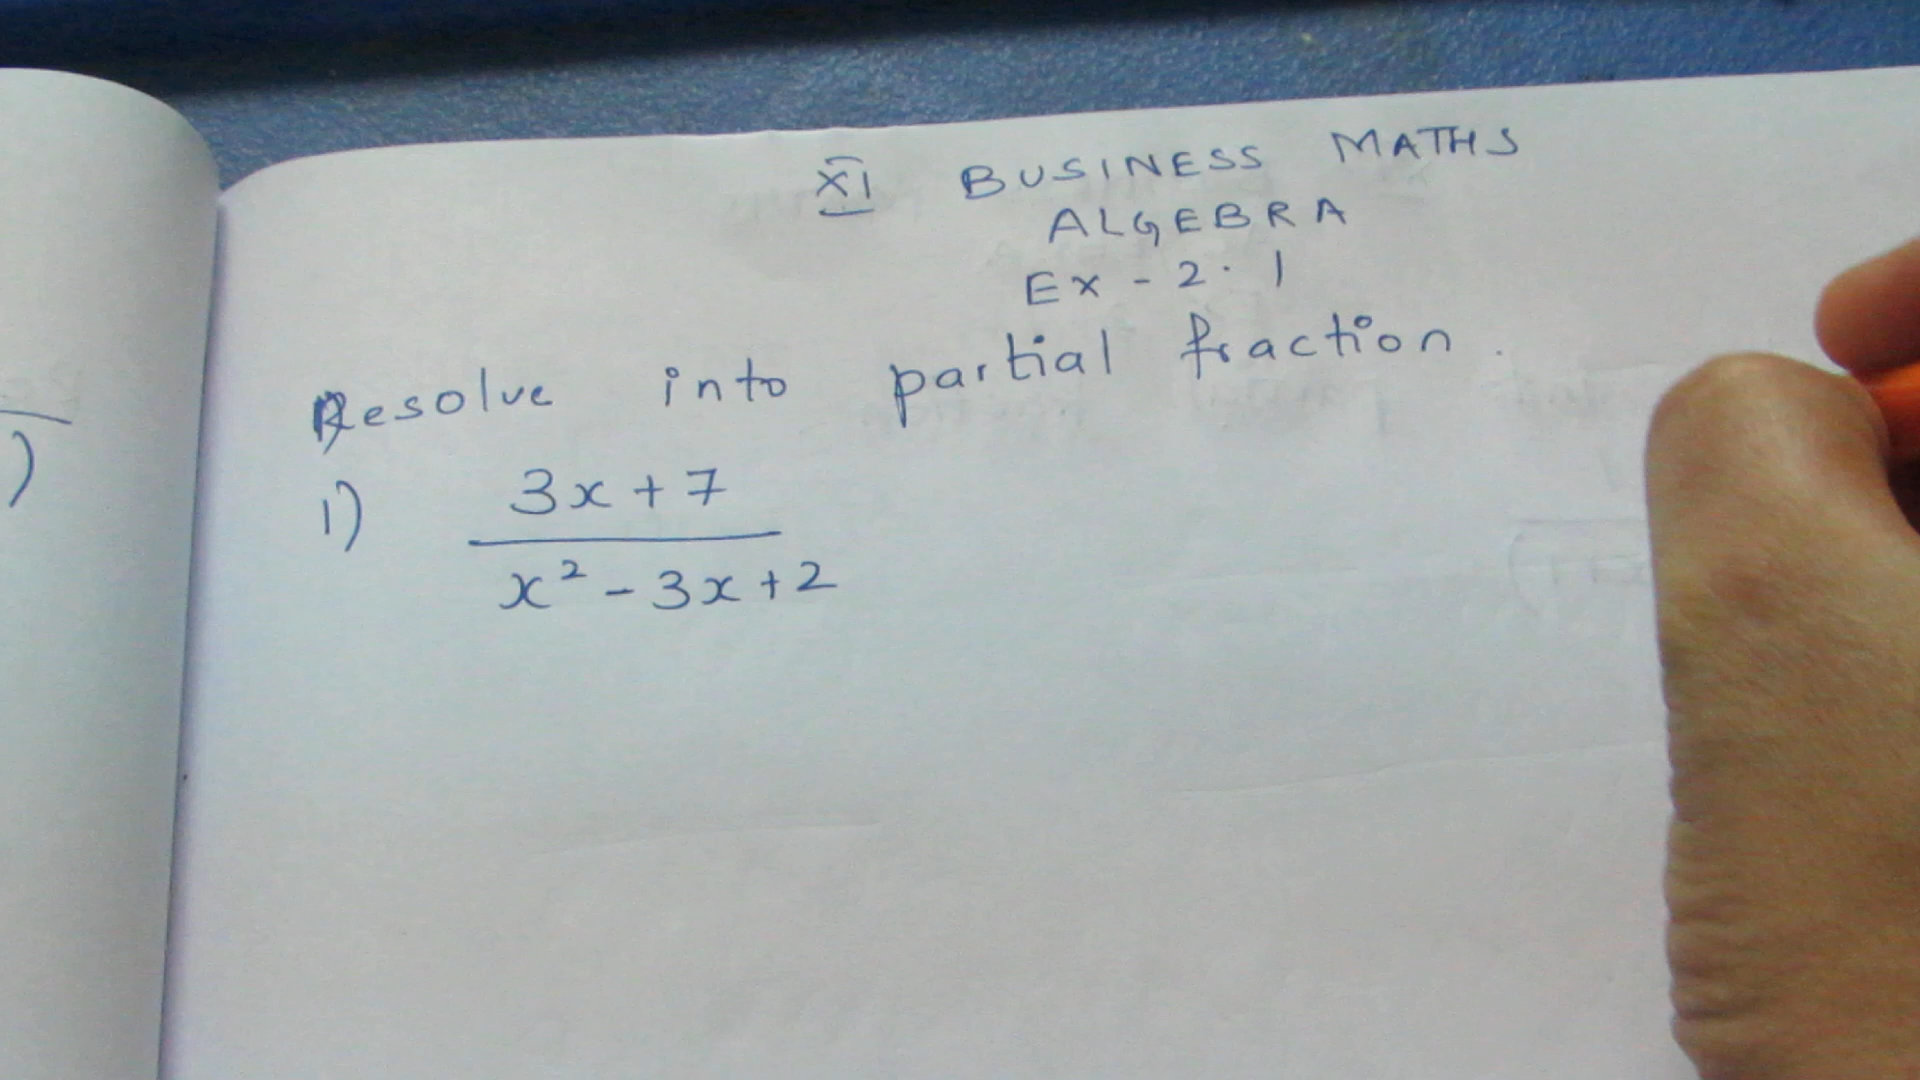 XI BUSINESS MATHS
ALGEBRA
Ex - 2.1
Resolve into partial fraction.
1) 3x + 7
x² - 3x + 2
)